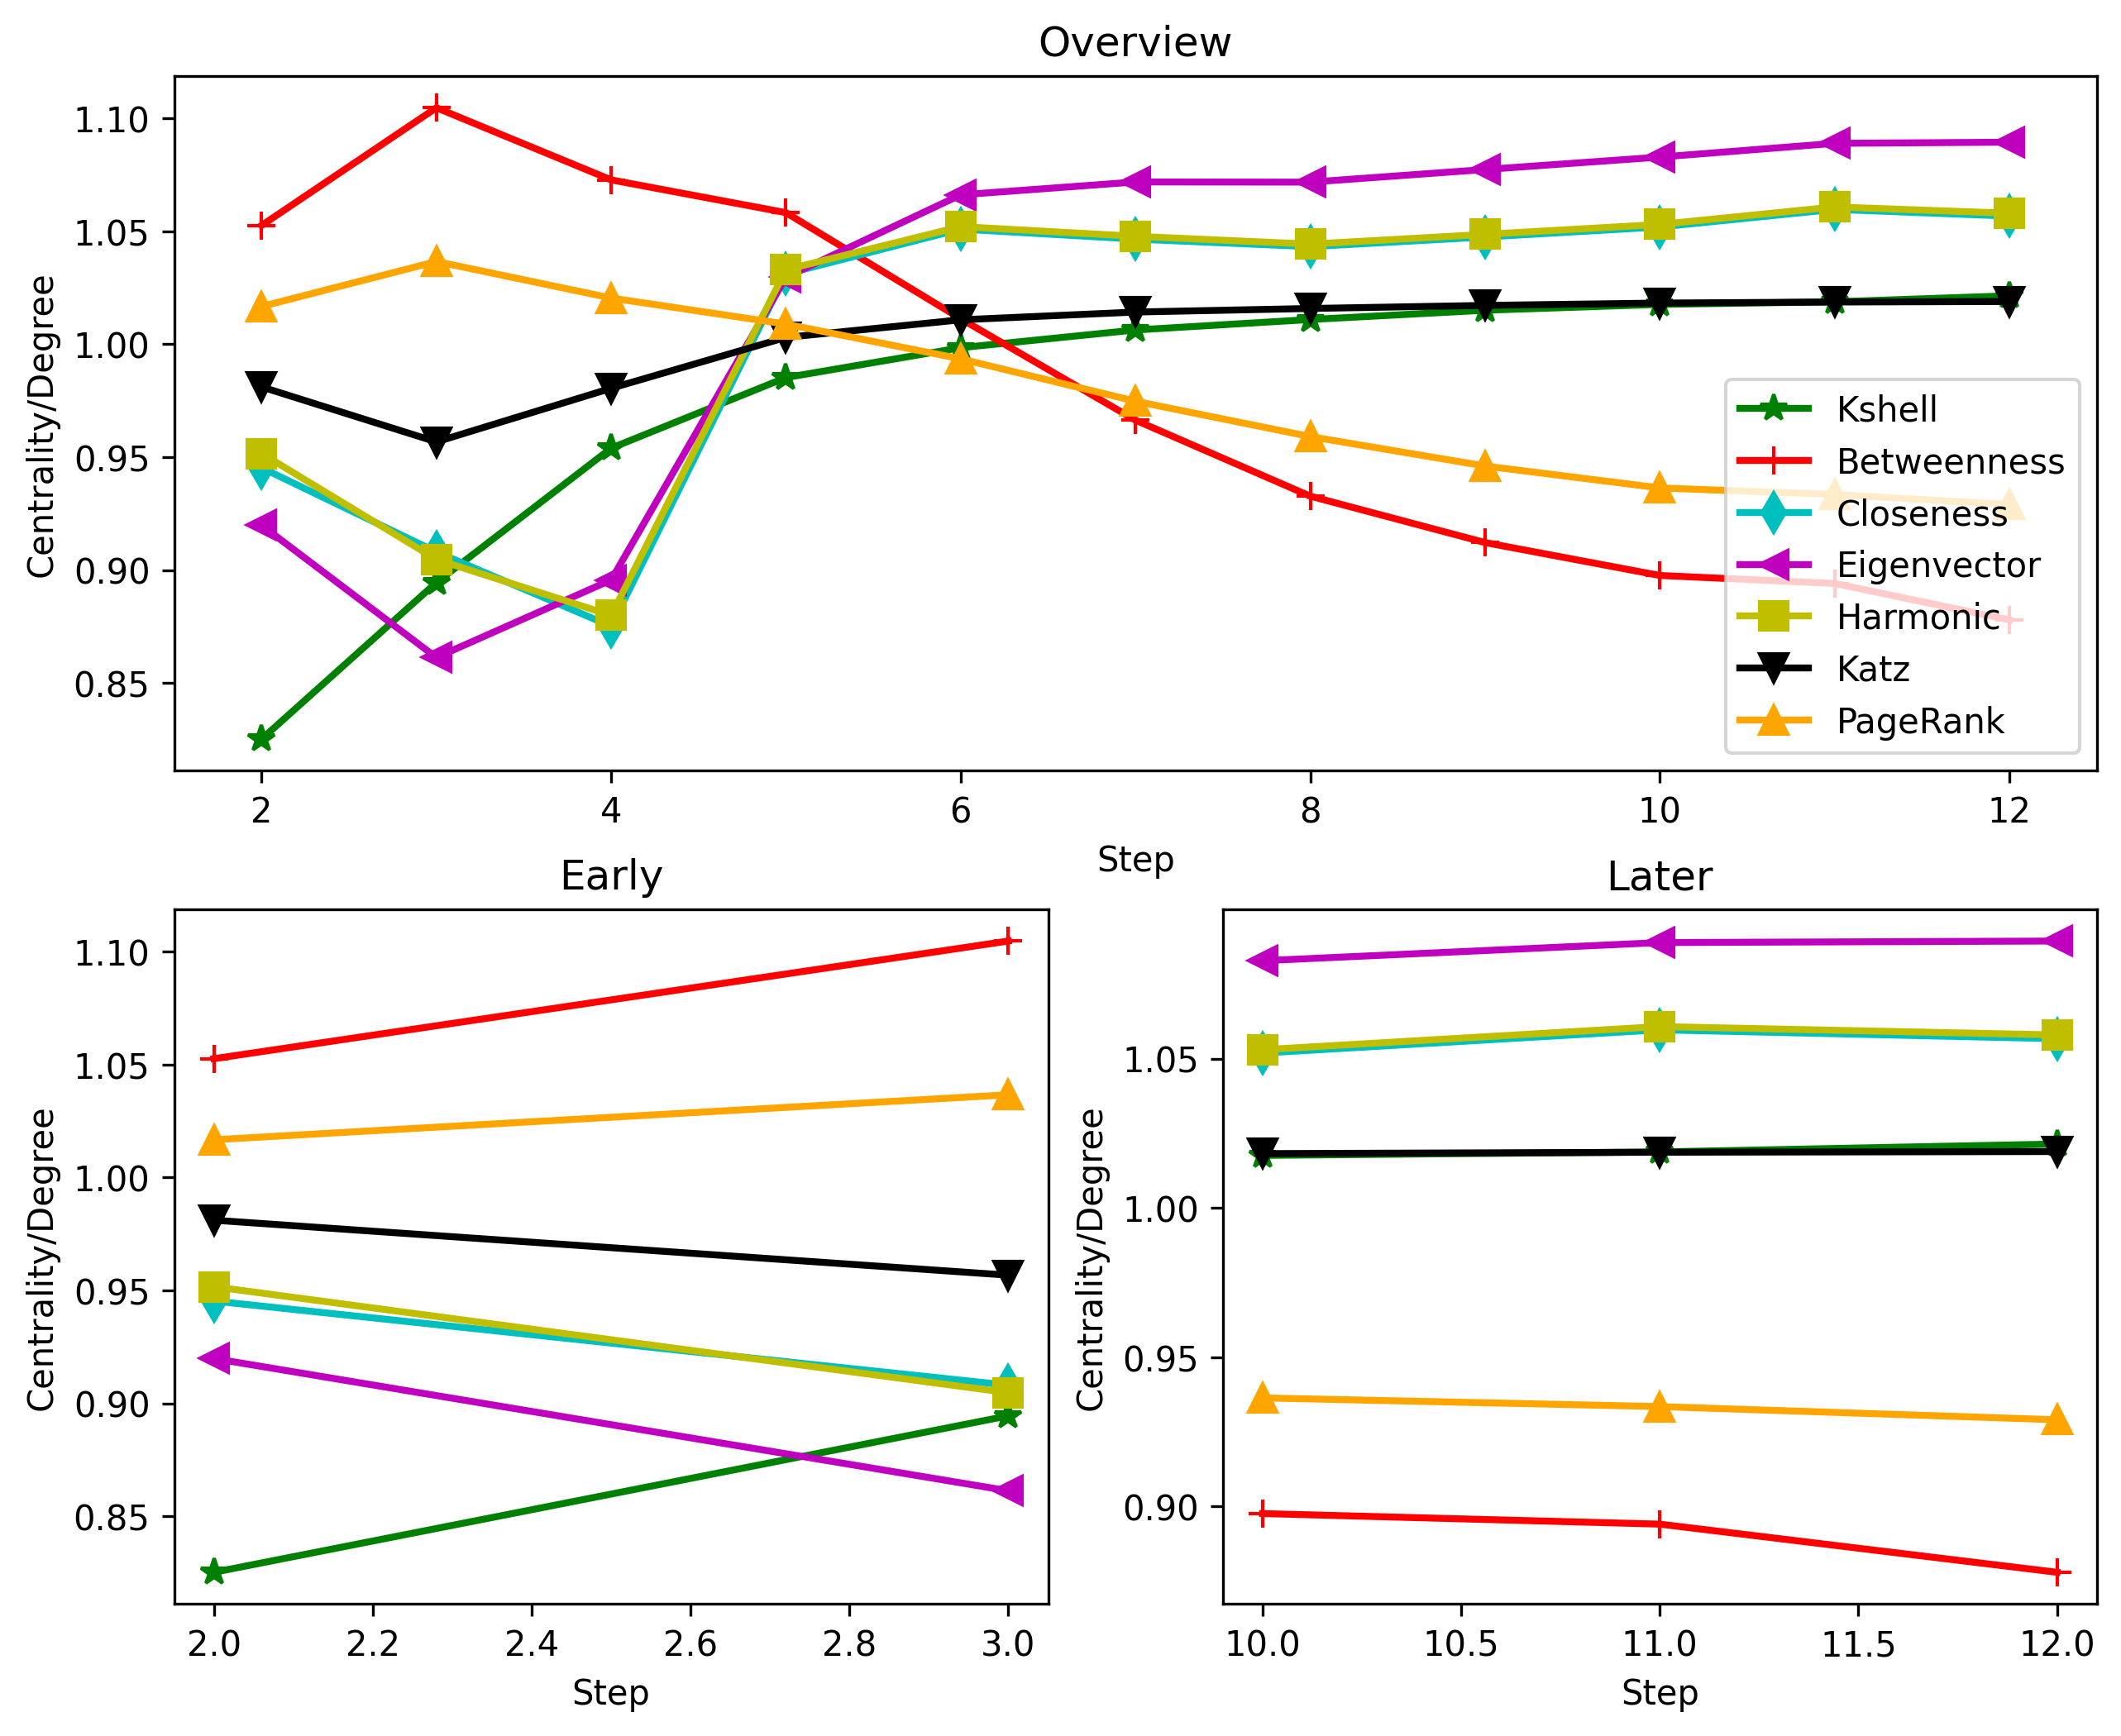 Overview
Centrality/Degree
1.10
1.05
1.00
0.95
0.90
0.85
2 4 6 8 10 12
Step
Kshell
Betweenness
Closeness
Eigenvector
Harmonic
Katz
PageRank
Early
Centrality/Degree
1.10
1.05
1.00
0.95
0.90
0.85
2.0 2.2 2.4 2.6 2.8 3.0
Step
Later
Centrality/Degree
1.05
1.00
0.95
0.90
10.0 10.5 11.0 11.5 12.0
Step